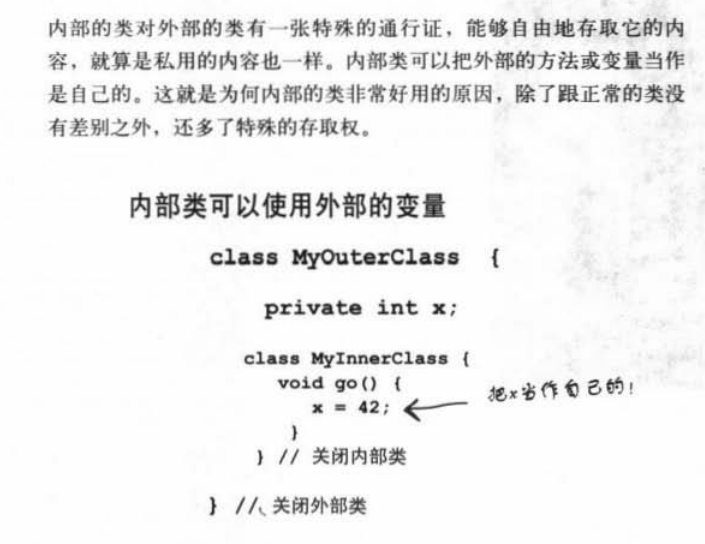 内部的类对外部的类有一张特殊的通行证，能够自由地存取它的内
容，就算是私用的内容也一样。内部类可以把外部的方法或变量当作
是自己的。这就是为何内部的类非常好用的原因，除了跟正常的类没
有差别之外，还多了特殊的存取权。
内部类可以使用外部的变量
class MyOuterClass {
private int x;
class MyInnerClass {
void go() {
x = 42;
把x当作自己的！
}
} // 关闭内部类
} // 关闭外部类